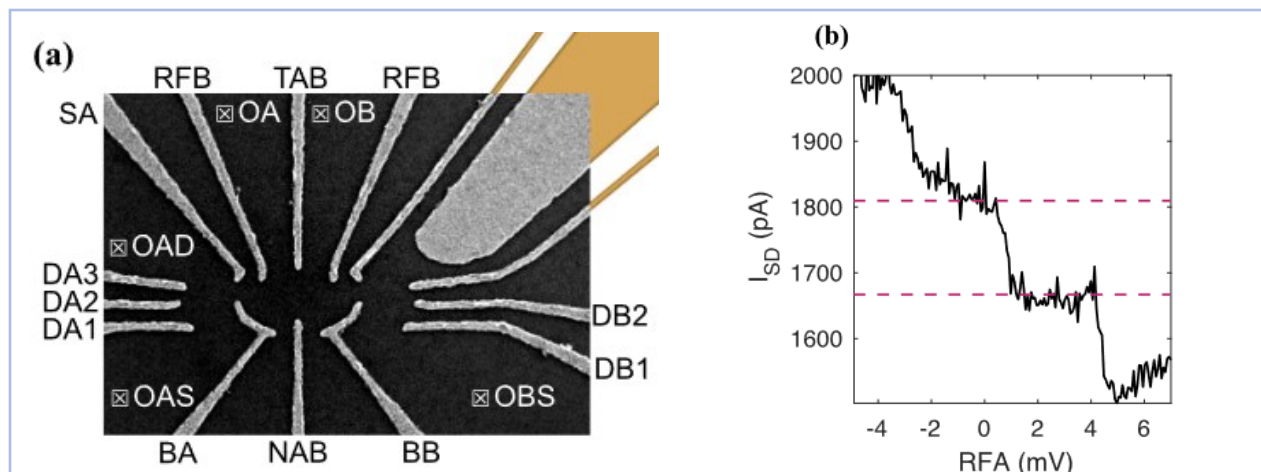 (a)
RFB TAB RFB
SA ⊠ OA ⊠ OB
⊠ OAD
DA3
DA2
DA1
DB2
DB1
⊠ OAS ⊠ OBS
BA NAB BB
(b)
2000
1900
1800
1700
1600
I_SD (pA)
-4 -2 0 2 4 6
RFA (mV)